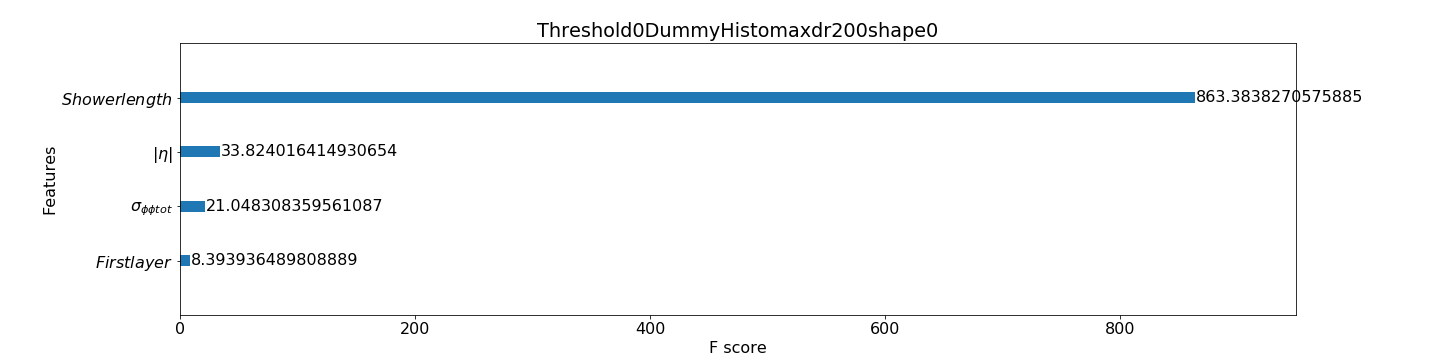 Threshold0DummyHistomaxdr200shape0
Features
Showerlength 863.3838270575885
|η| 33.824016414930654
σϕϕtot 21.048308359561087
Firstlayer 8.393936489808889
0 200 400 600 800
F score